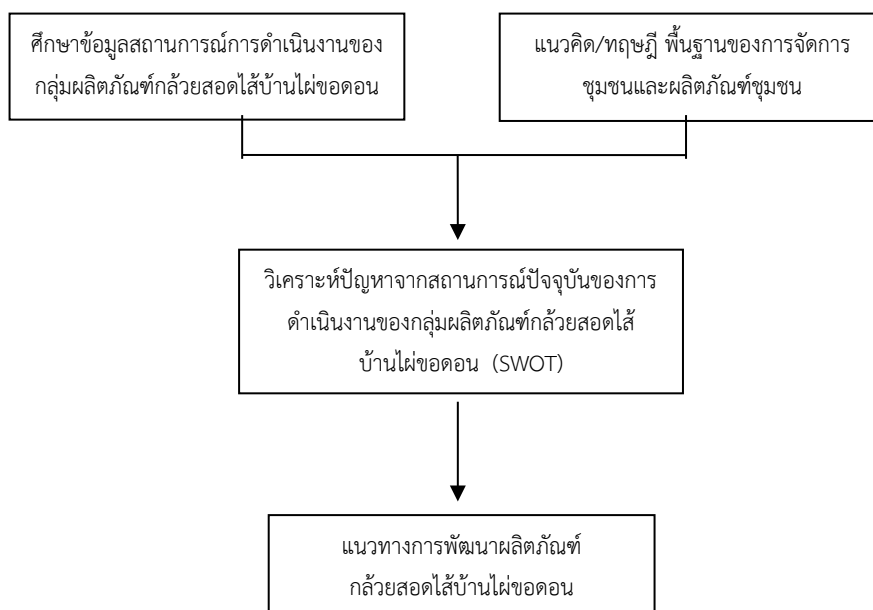 ศึกษาข้อมูลสถานการณ์การดำเนินงานของ
กลุ่มผลิตภัณฑ์กล้วยสอดไส้บ้านไผ่ขอดอน
แนวคิด/ทฤษฎี พื้นฐานของการจัดการ
ชุมชนและผลิตภัณฑ์ชุมชน
วิเคราะห์ปัญหาจากสถานการณ์ปัจจุบันของการ
ดำเนินงานของกลุ่มผลิตภัณฑ์กล้วยสอดไส้
บ้านไผ่ขอดอน (SWOT)
แนวทางการพัฒนาผลิตภัณฑ์
กล้วยสอดไส้บ้านไผ่ขอดอน